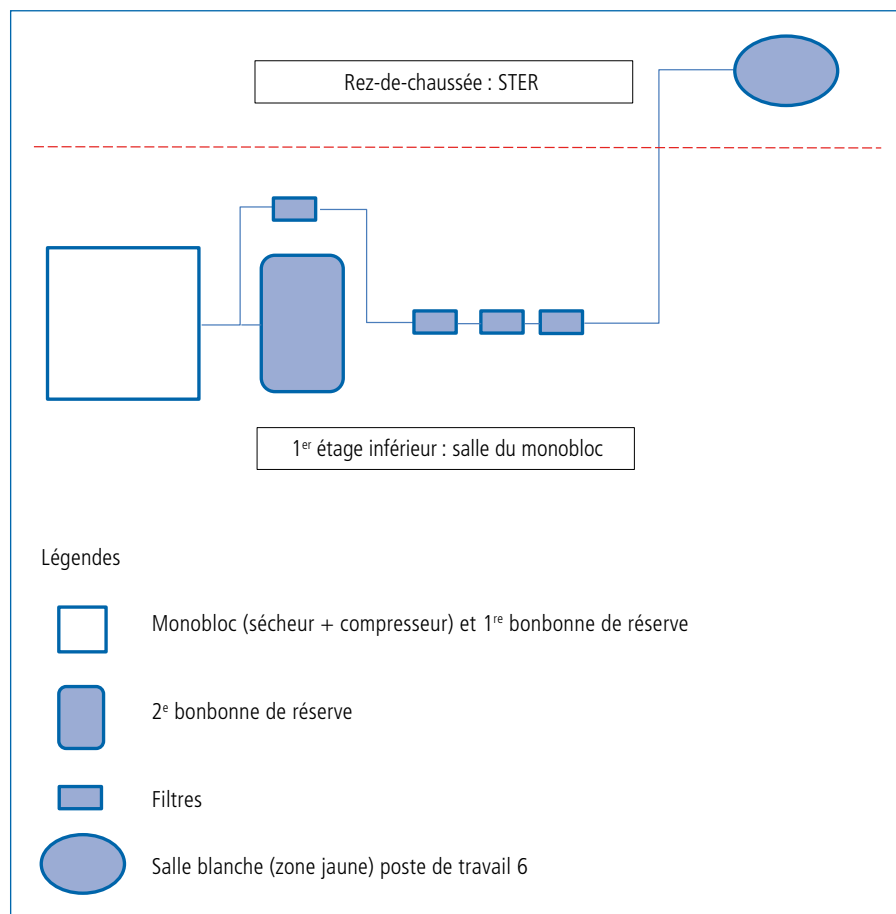 Rez-de-chaussée : STER
1er étage inférieur : salle du monobloc
Légendes
Monobloc (sécheur + compresseur) et 1re bonbonne de réserve
2e bonbonne de réserve
Filtres
Salle blanche (zone jaune) poste de travail 6